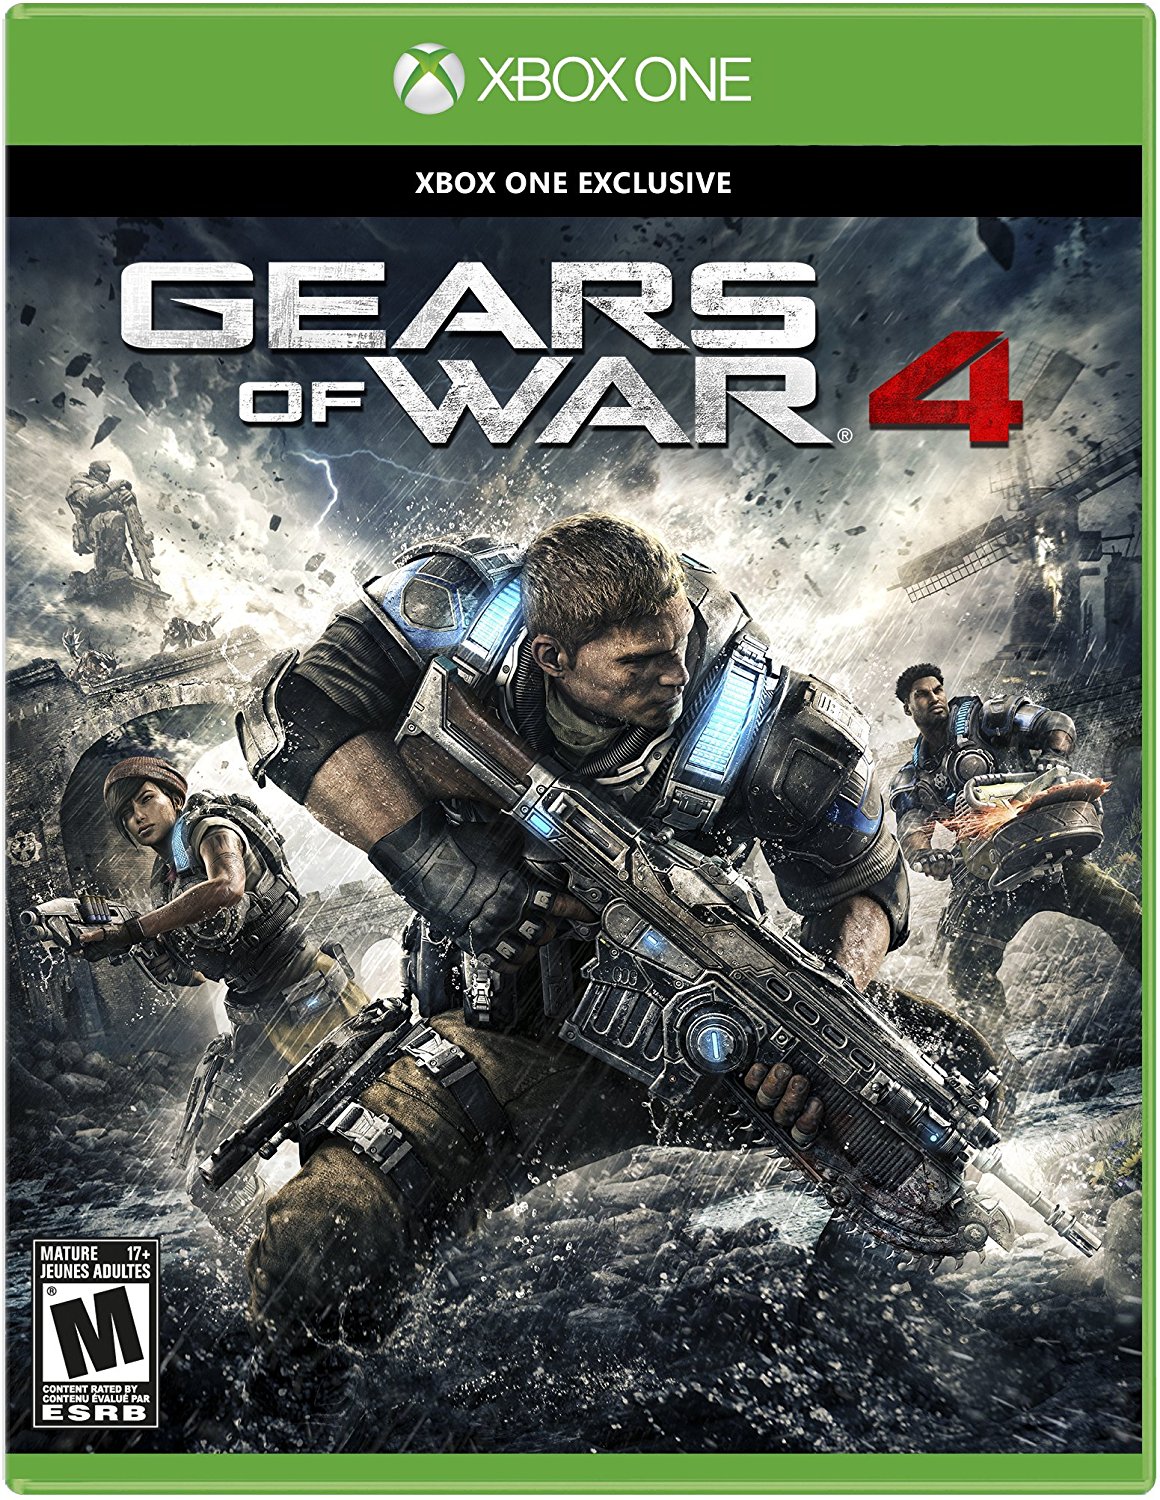 XBOX ONE
XBOX ONE EXCLUSIVE
GEARS
OF WAR® 4
MATURE 17+
JEUNES ADULTES
®
M
CONTENT RATED BY
CONTENU ÉVALUÉ PAR
ESRB